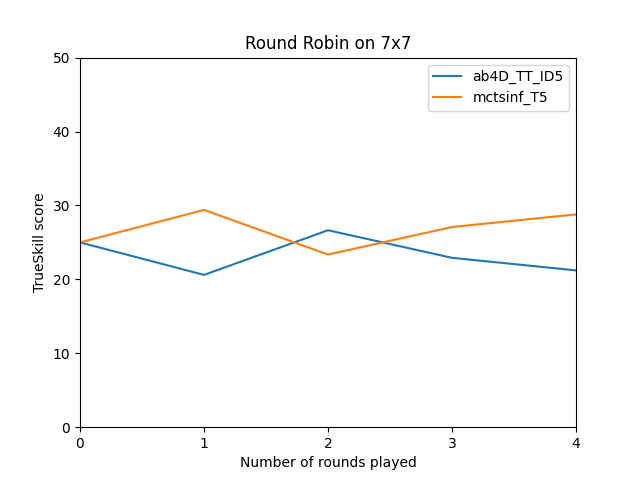 Round Robin on 7x7
ab4D_TT_ID5
mctsinf_T5
TrueSkill score
50
40
30
20
10
0
0 1 2 3 4
Number of rounds played